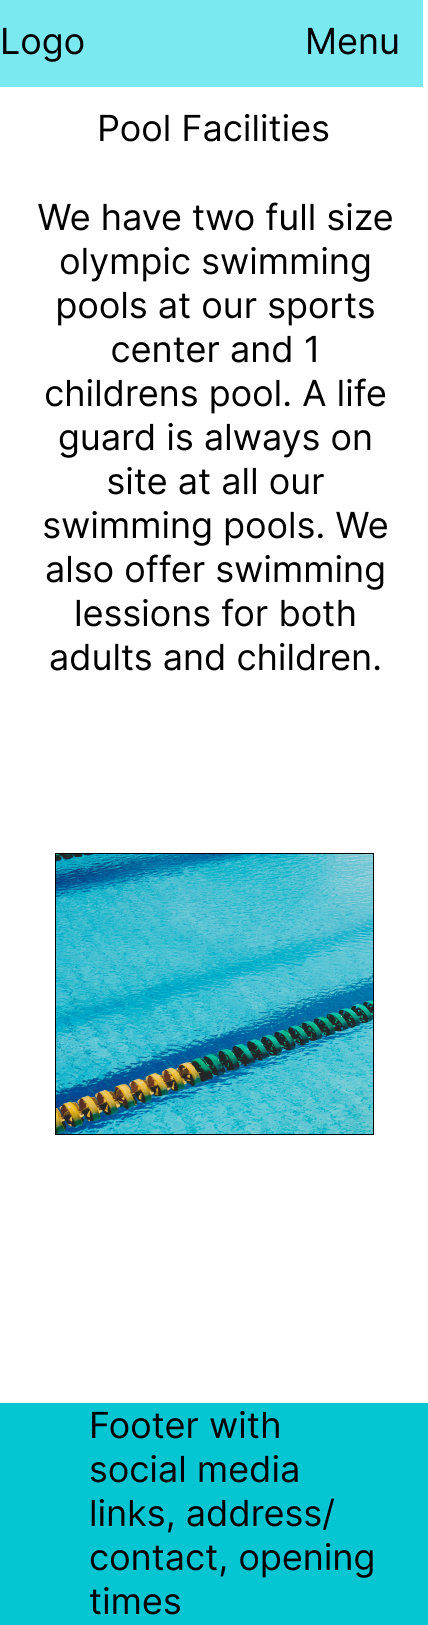 Logo Menu
Pool Facilities
We have two full size
olympic swimming
pools at our sports
center and 1
childrens pool. A life
guard is always on
site at all our
swimming pools. We
also offer swimming
lessions for both
adults and children.
Footer with
social media
links, address/
contact, opening
times